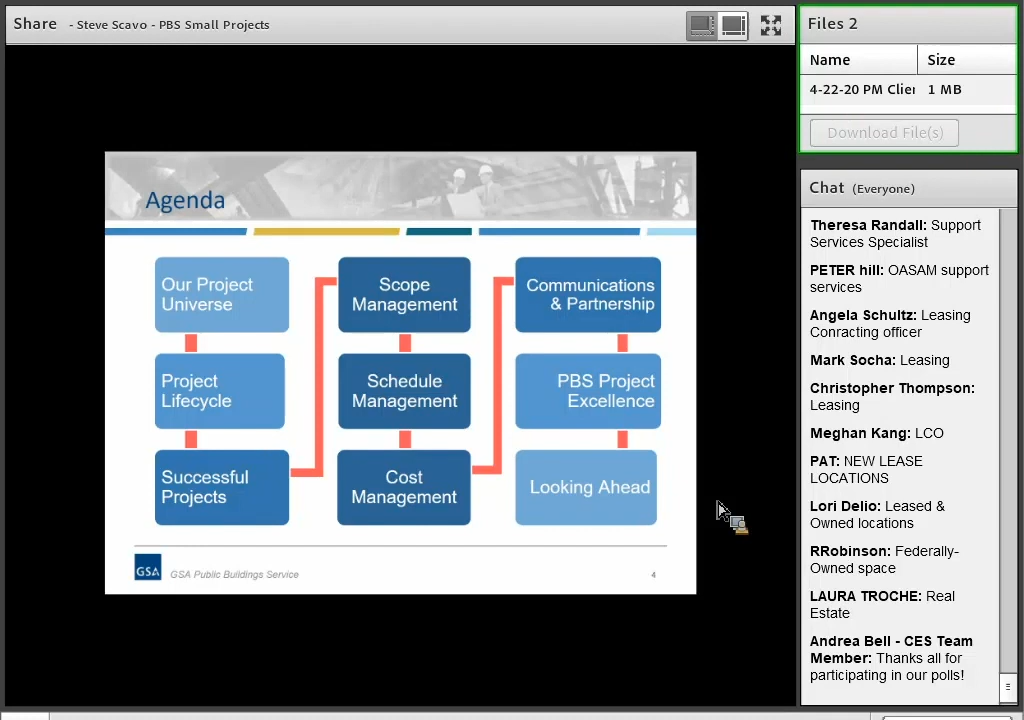 Share - Steve Scavo - PBS Small Projects
Agenda
Our Project
Universe
Project
Lifecycle
Successful
Projects
Scope
Management
Schedule
Management
Cost
Management
Communications
& Partnership
PBS Project
Excellence
Looking Ahead
GSA
GSA Public Buildings Service
4
Files 2
Name Size
4-22-20 PM Clier 1 MB
Download File(s)
Chat (Everyone)
Theresa Randall: Support
Services Specialist
PETER hill: OASAM support
services
Angela Schultz: Leasing
Conracting officer
Mark Socha: Leasing
Christopher Thompson:
Leasing
Meghan Kang: LCO
PAT: NEW LEASE
LOCATIONS
Lori Delio: Leased &
Owned locations
RRobinson: Federally-
Owned space
LAURA TROCHE: Real
Estate
Andrea Bell - CES Team
Member: Thanks all for
participating in our polls!